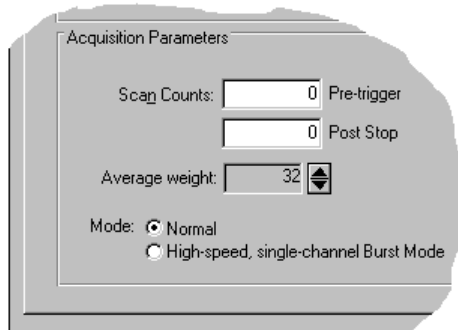 Acquisition Parameters
Scan Counts: 0 Pre-trigger
0 Post Stop
Average weight: 32
Mode: Normal
High-speed, single-channel Burst Mode